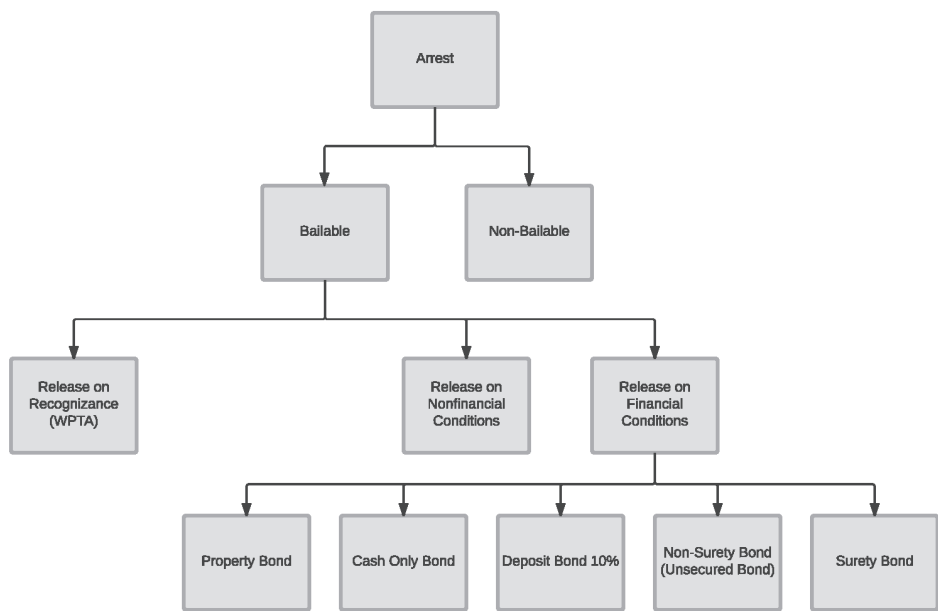 Arrest
Bailable
Non-Bailable
Release on
Recognizance
(WPTA)
Release on
Nonfinancial
Conditions
Release on
Financial
Conditions
Property Bond
Cash Only Bond
Deposit Bond 10%
Non-Surety Bond
(Unsecured Bond)
Surety Bond